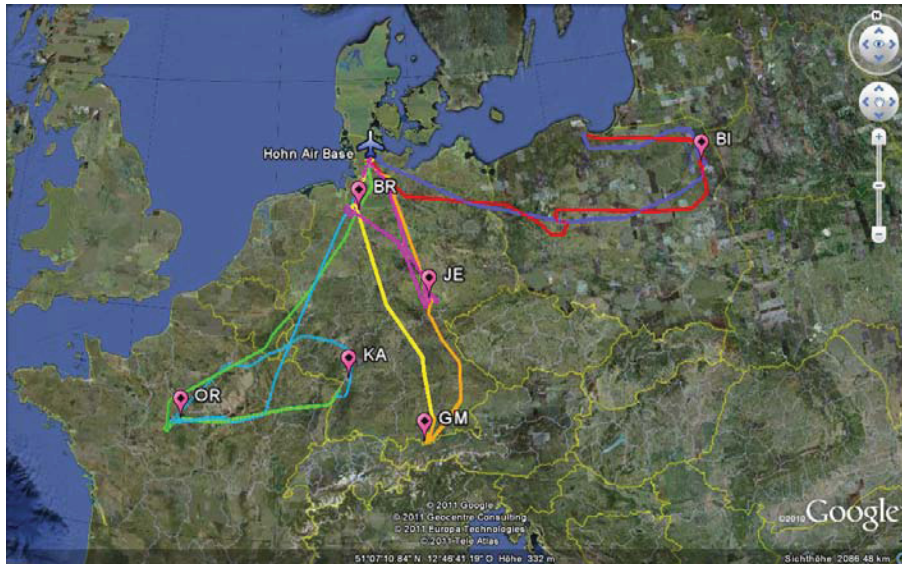 N
Hohn Air Base
BR
BI
JE
KA
OR
GM
© 2011 Google
© 2011 Geocentre Consulting
© 2011 Europa Technologies
© 2011 Tele Atlas
©2010 Google
51°07'10.84" N 12°46'41.19" O Höhe 332 m
Sichthöhe 2086.48 km